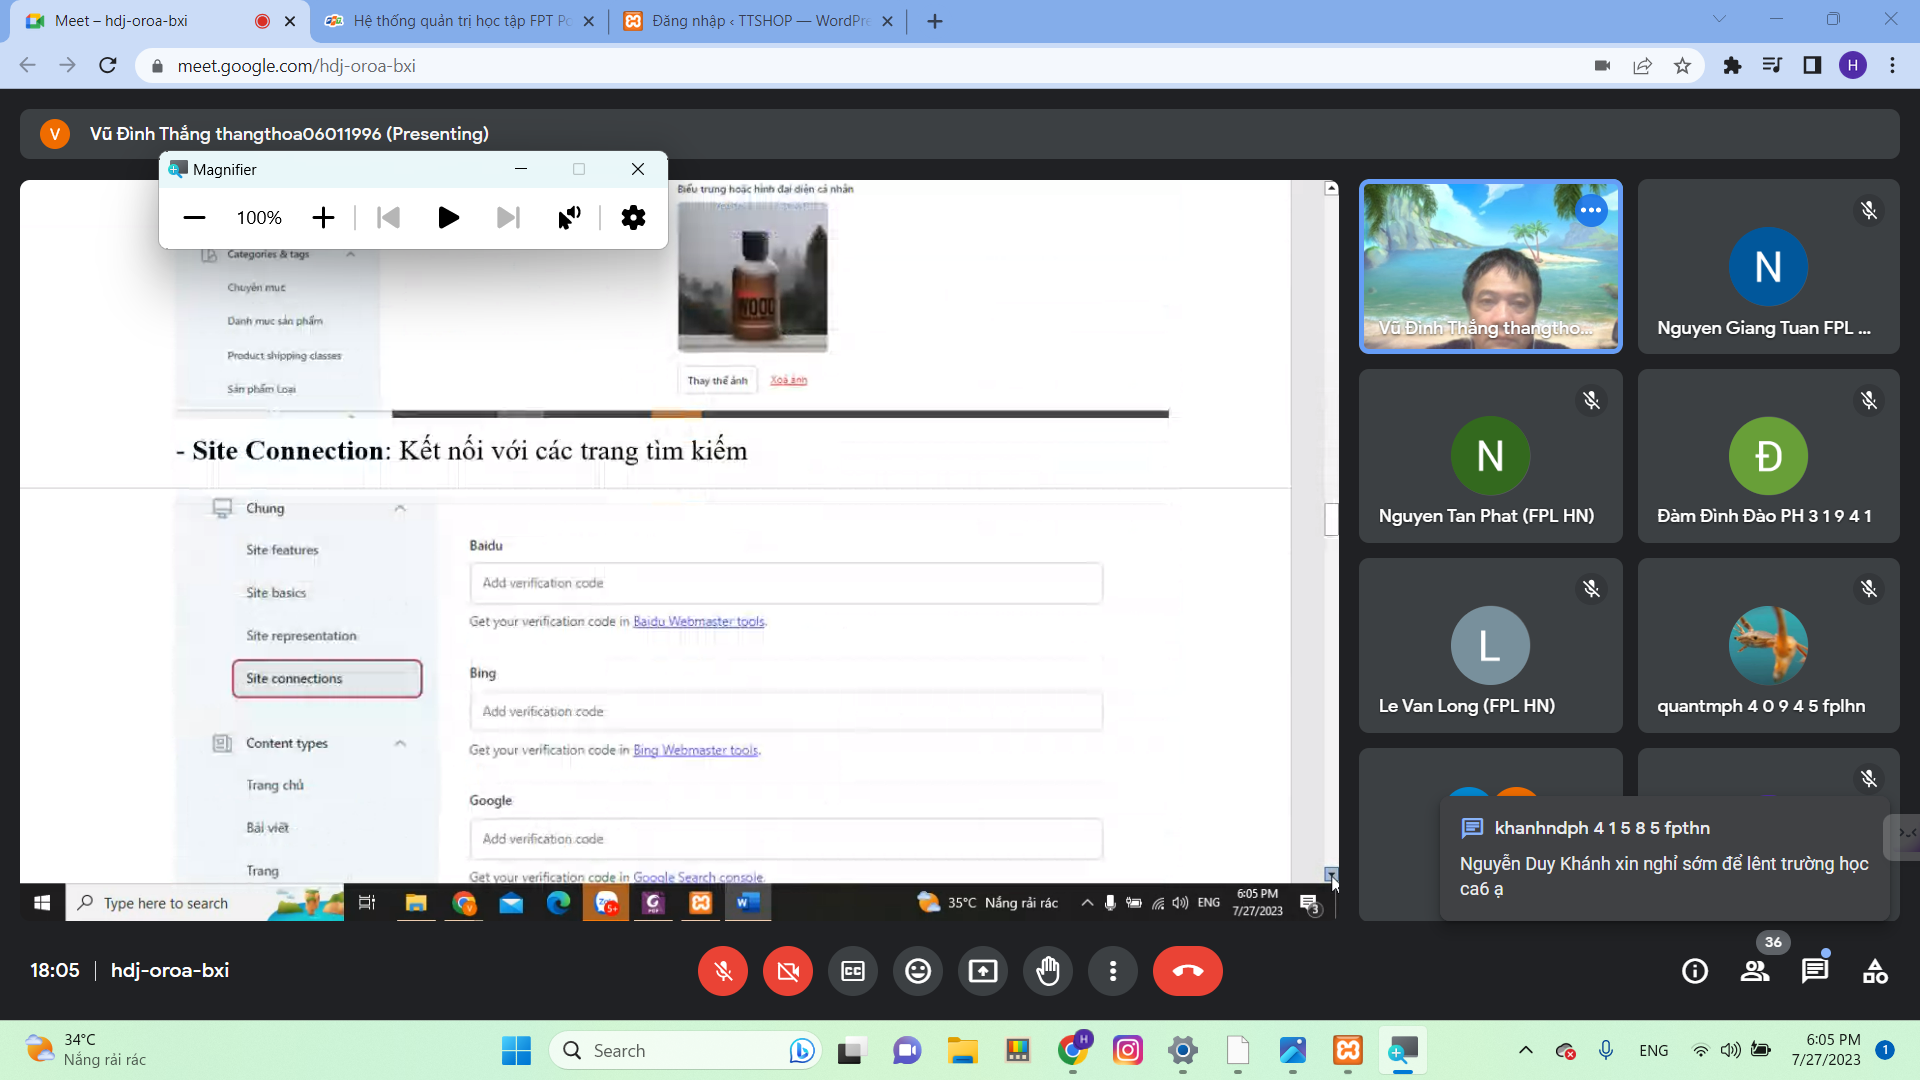 Meet – hdj-oroa-bxi
Hệ thống quản trị học tập FPT Po
Đăng nhập ‹ TTSHOP — WordPre
meet.google.com/hdj-oroa-bxi
H
V
Vũ Đình Thắng thangthoa06011996 (Presenting)
Magnifier
100%
Biểu trưng hoặc hình đại diện cá nhân
WOOD
Categories & tags
Chuyên mục
Danh mục sản phẩm
Product shipping classes
Sản phẩm Loại
Thay thế ảnh
Xoá ảnh
- Site Connection: Kết nối với các trang tìm kiếm
Chung
Site features
Site basics
Site representation
Site connections
Content types
Trang chủ
Bài viết
Trang
Baidu
Add verification code
Get your verification code in Baidu Webmaster tools.
Bing
Add verification code
Get your verification code in Bing Webmaster tools.
Google
Add verification code
Get your verification code in Google Search console.
Type here to search
35°C Nắng rải rác
ENG
6:05 PM
7/27/2023
3
Vũ Đình Thắng thangtho...
N
Nguyen Giang Tuan FPL ...
N
Nguyen Tan Phat (FPL HN)
Đ
Đàm Đình Đào PH 3 1 9 4 1
L
Le Van Long (FPL HN)
quantmph 4 0 9 4 5 fplhn
khanhndph 4 1 5 8 5 fpthn
Nguyễn Duy Khánh xin nghỉ sớm để lênt trường học
ca6 ạ
18:05
hdj-oroa-bxi
36
34°C
Nắng rải rác
Search
H
ENG
6:05 PM
7/27/2023
1